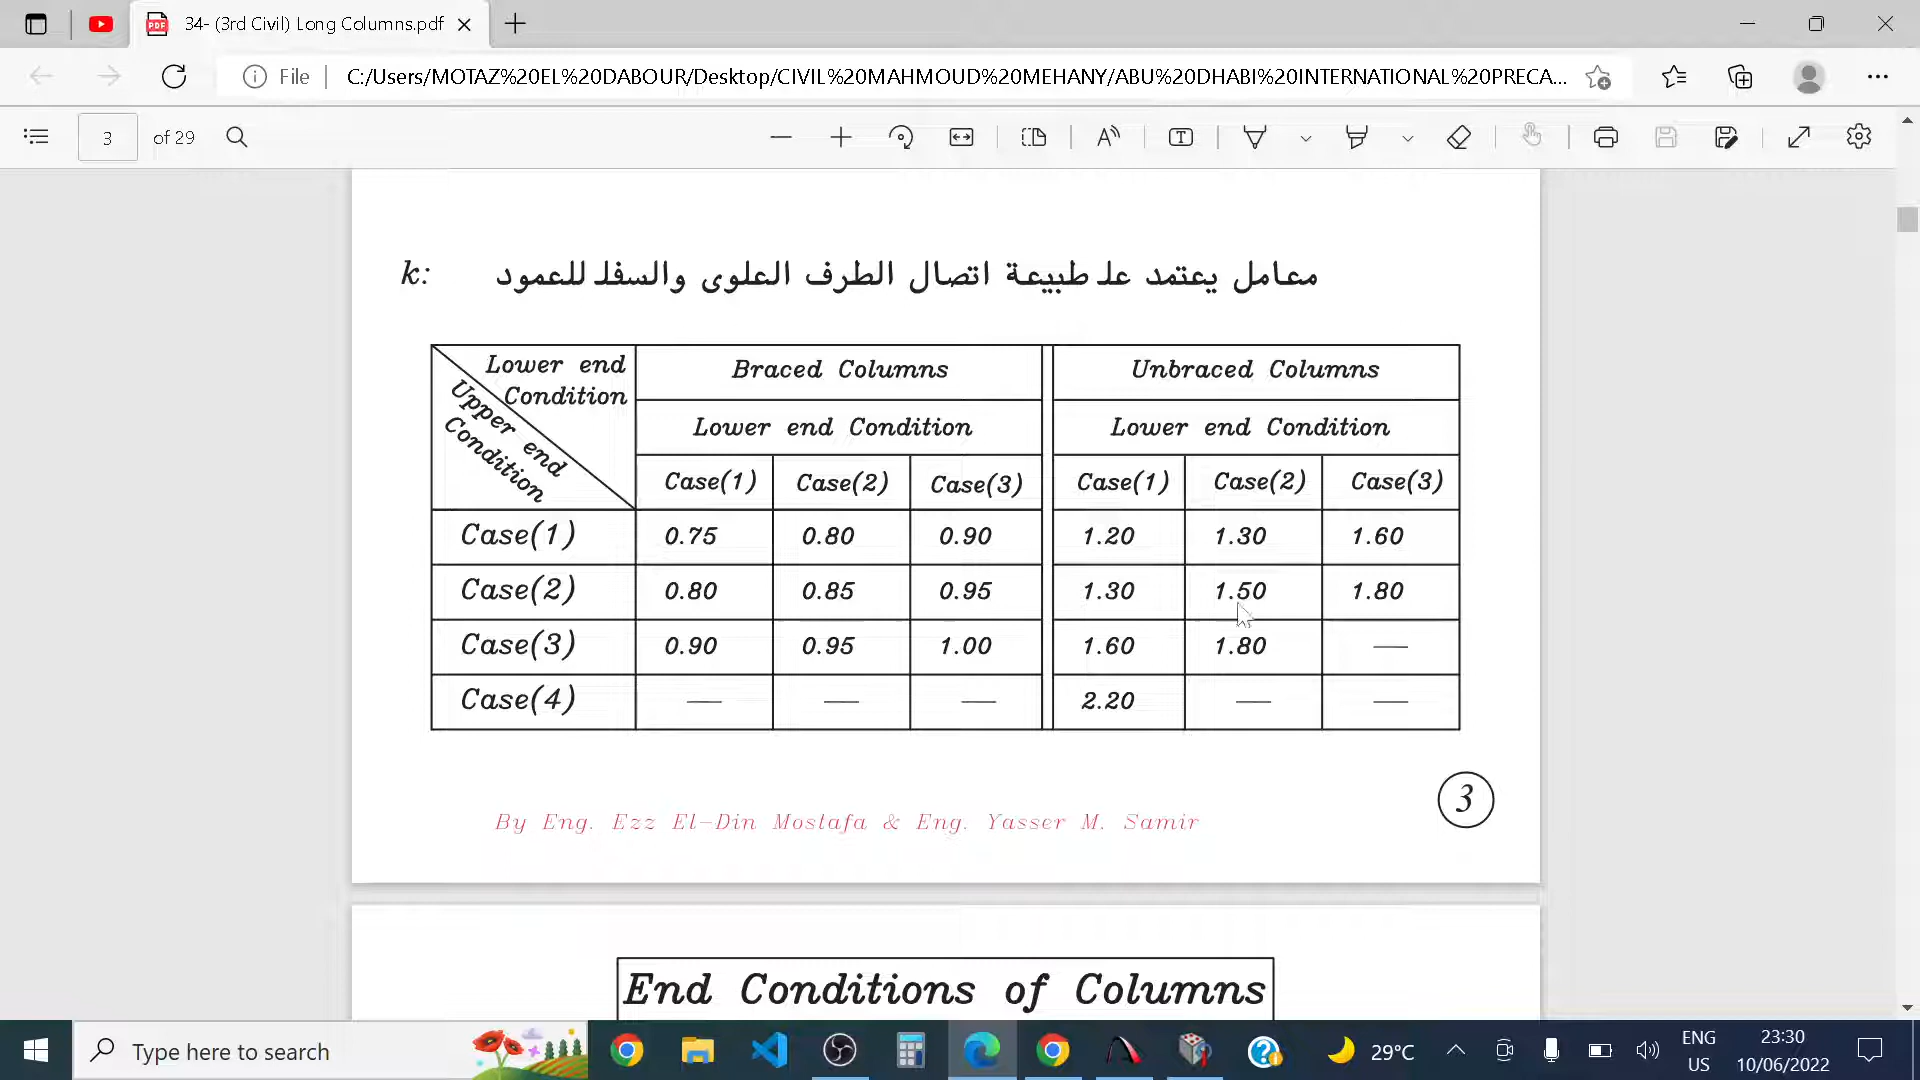 34- (3rd Civil) Long Columns.pdf
File
C:/Users/MOTAZ%20EL%20DABOUR/Desktop/CIVIL%20MAHMOUD%20MEHANY/ABU%20DHABI%20INTERNATIONAL%20PRECA...
3 of 29
k: معامل يعتمد علـ طبيعة اتصال الطرف العلوى والسفلـ للعمود
Lower end Condition
Upper end Condition
Braced Columns Unbraced Columns
Lower end Condition Lower end Condition
Case(1) Case(2) Case(3) Case(1) Case(2) Case(3)
Case(1) 0.75 0.80 0.90 1.20 1.30 1.60
Case(2) 0.80 0.85 0.95 1.30 1.50 1.80
Case(3) 0.90 0.95 1.00 1.60 1.80 —
Case(4) — — — 2.20 — —
3
By Eng. Ezz El-Din Mostafa & Eng. Yasser M. Samir
End Conditions of Columns
Type here to search
29°C
ENG
US
23:30
10/06/2022